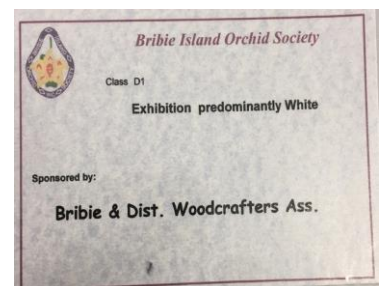 Bribie Island Orchid Society
Class D1
Exhibition predominantly White
Sponsored by:
Bribie & Dist. Woodcrafters Ass.